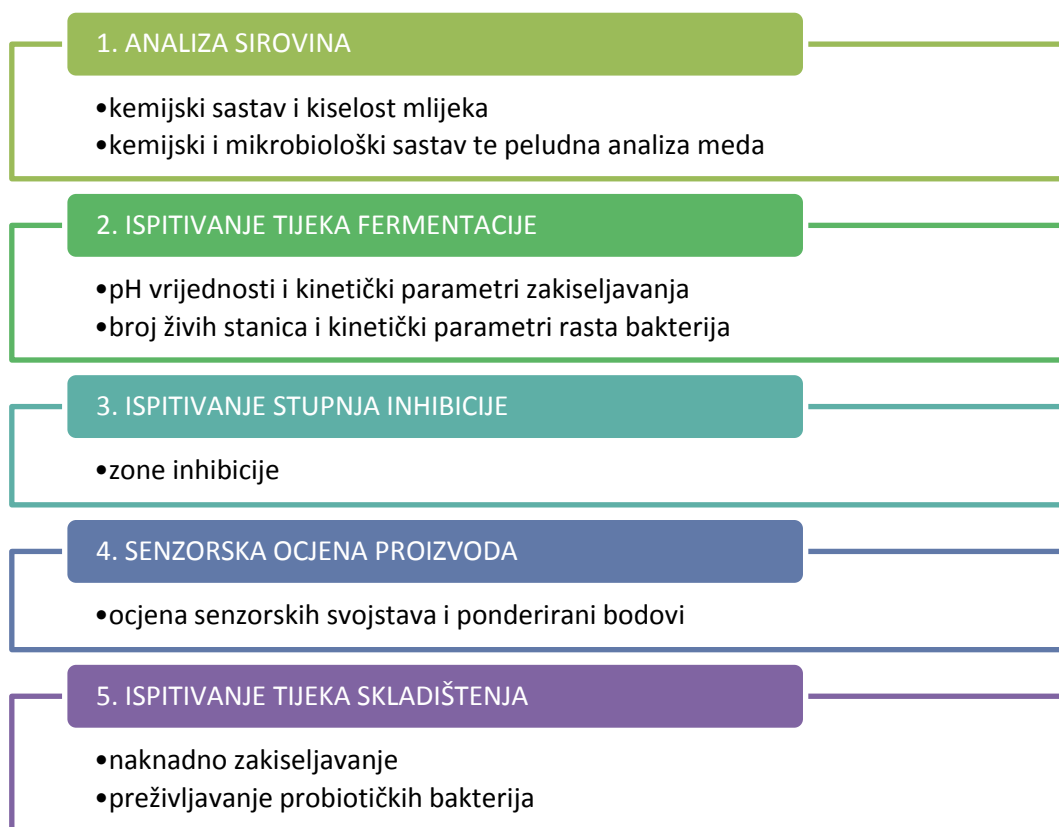 1. ANALIZA SIROVINA
•kemijski sastav i kiselost mlijeka
•kemijski i mikrobiološki sastav te peludna analiza meda
2. ISPITIVANJE TIJEKA FERMENTACIJE
•pH vrijednosti i kinetički parametri zakiseljavanja
•broj živih stanica i kinetički parametri rasta bakterija
3. ISPITIVANJE STUPNJA INHIBICIJE
•zone inhibicije
4. SENZORSKA OCJENA PROIZVODA
•ocjena senzorskih svojstava i ponderirani bodovi
5. ISPITIVANJE TIJEKA SKLADIŠTENJA
•naknadno zakiseljavanje
•preživljavanje probiotičkih bakterija